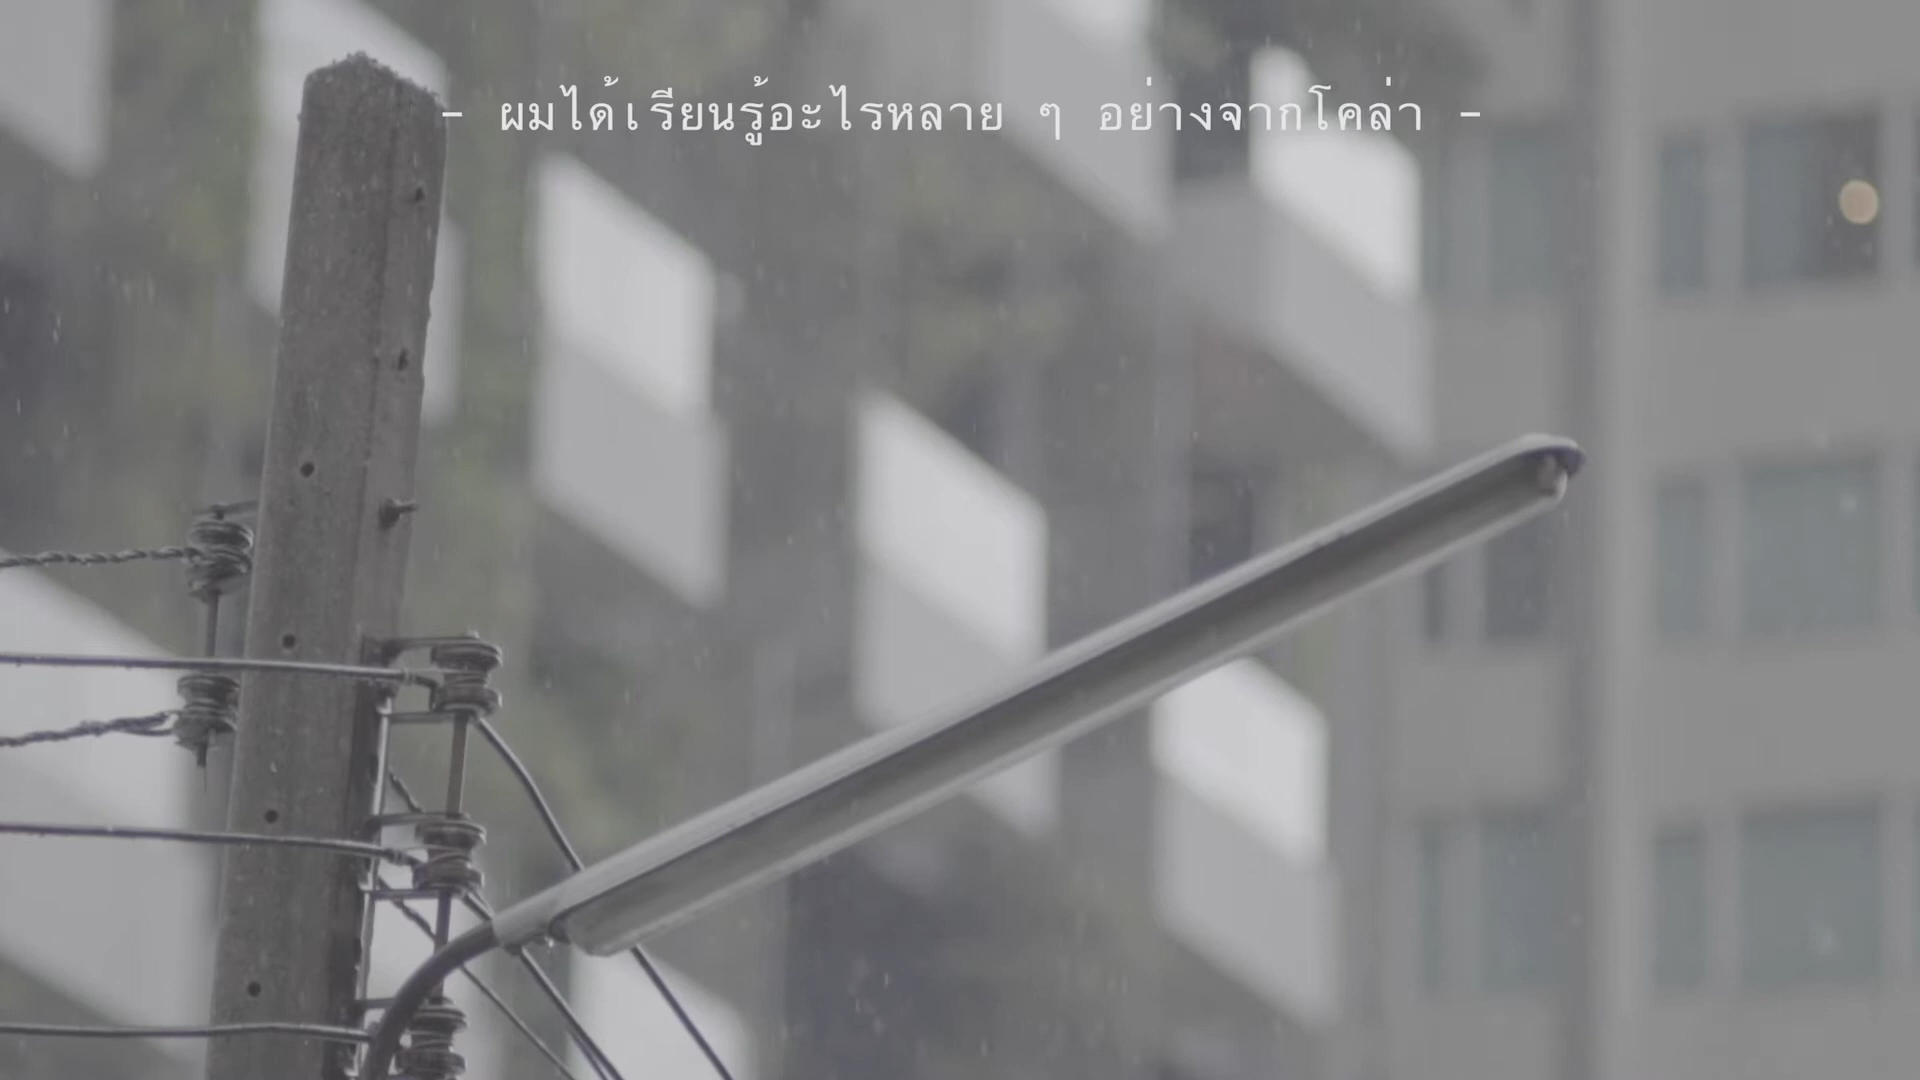 - ผมได้เรียนรู้อะไรหลาย ๆ อย่างจากโคล่า -